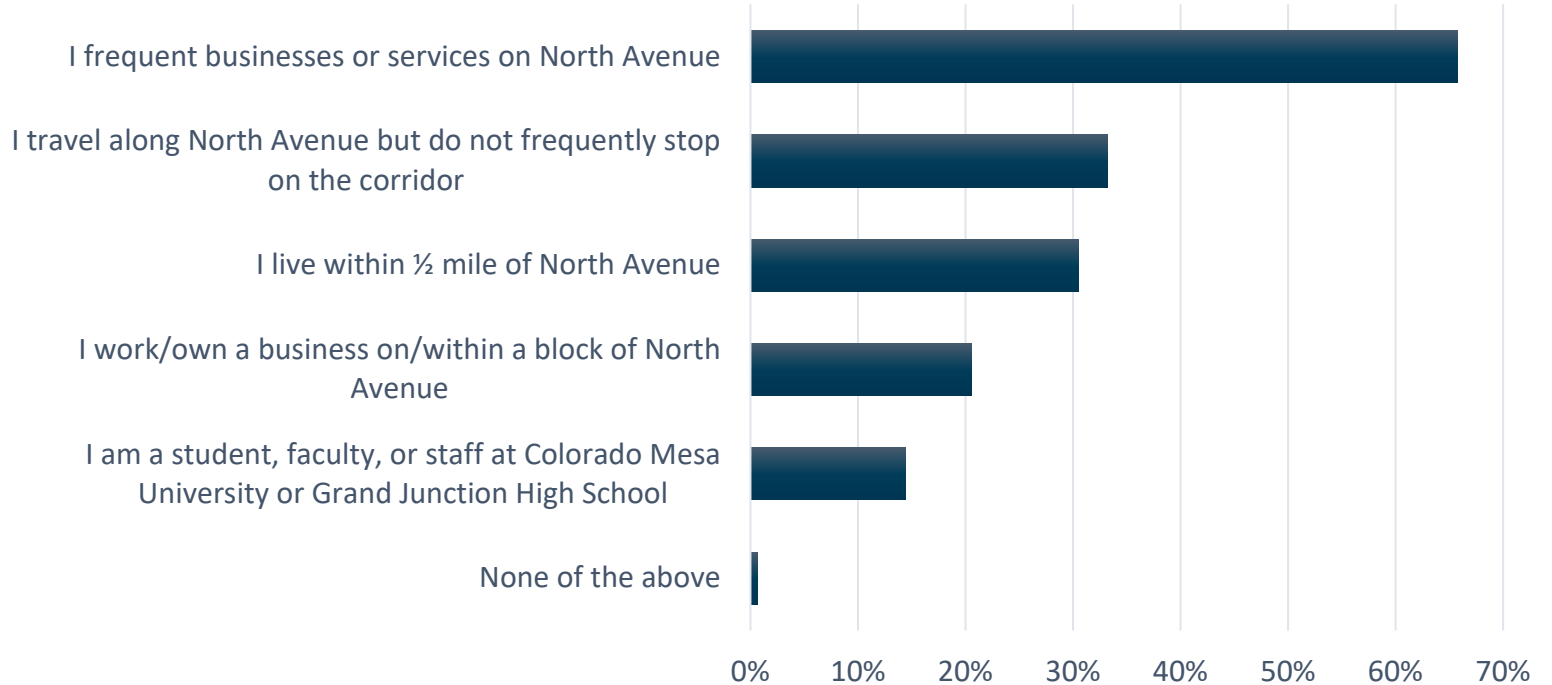 I frequent businesses or services on North Avenue
I travel along North Avenue but do not frequently stop
on the corridor
I live within ½ mile of North Avenue
I work/own a business on/within a block of North
Avenue
I am a student, faculty, or staff at Colorado Mesa
University or Grand Junction High School
None of the above
0% 10% 20% 30% 40% 50% 60% 70%